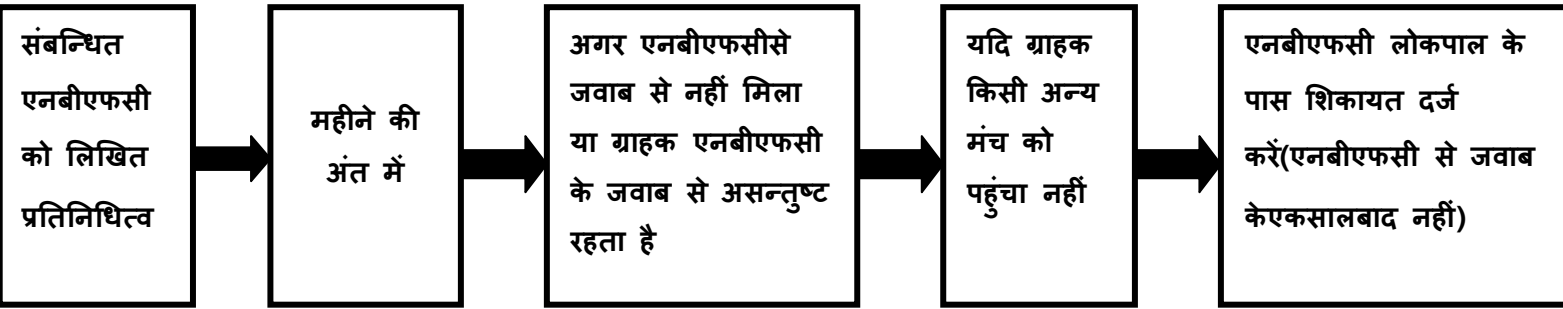 संबन्धित
एनबीएफसी
को लिखित
प्रतिनिधित्व
महीने की
अंत में
अगर एनबीएफसीसे
जवाब से नहीं मिला
या ग्राहक एनबीएफसी
के जवाब से असन्तुष्ट
रहता है
यदि ग्राहक
किसी अन्य
मंच को
पहुंचा नहीं
एनबीएफसी लोकपाल के
पास शिकायत दर्ज
करें(एनबीएफसी से जवाब
केएकसालबाद नहीं)